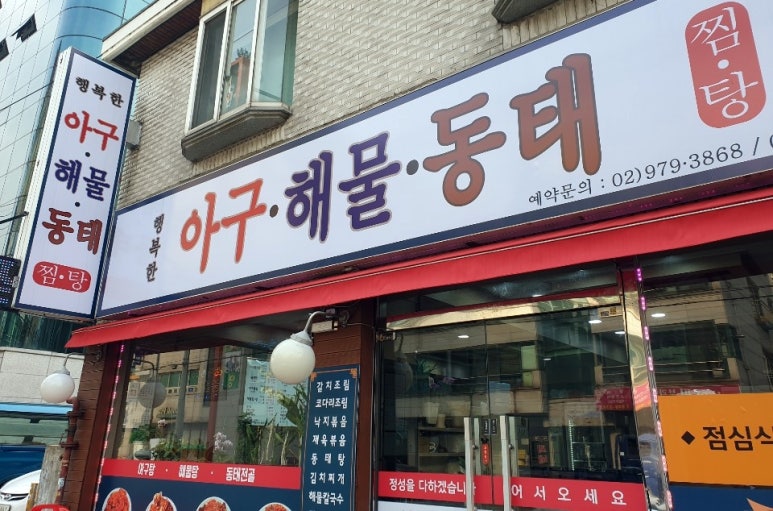 행복한
아구·해물·동태
찜·탕
예약문의 : 02)979·3868 /
행복한
아구·해물·동태
찜·탕
갈치조림
코다리조림
낙지볶음
제육볶음
동태탕
김치찌개
해물칼국수
아구탕 해물탕 동태전골
정성을 다하겠습니 어서오세요
◆ 점심식